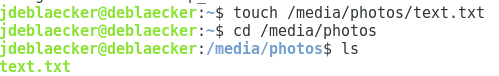 jdeblaecker@deblaecker:~$ touch /media/photos/text.txt
jdeblaecker@deblaecker:~$ cd /media/photos
jdeblaecker@deblaecker:/media/photos$ ls
text.txt